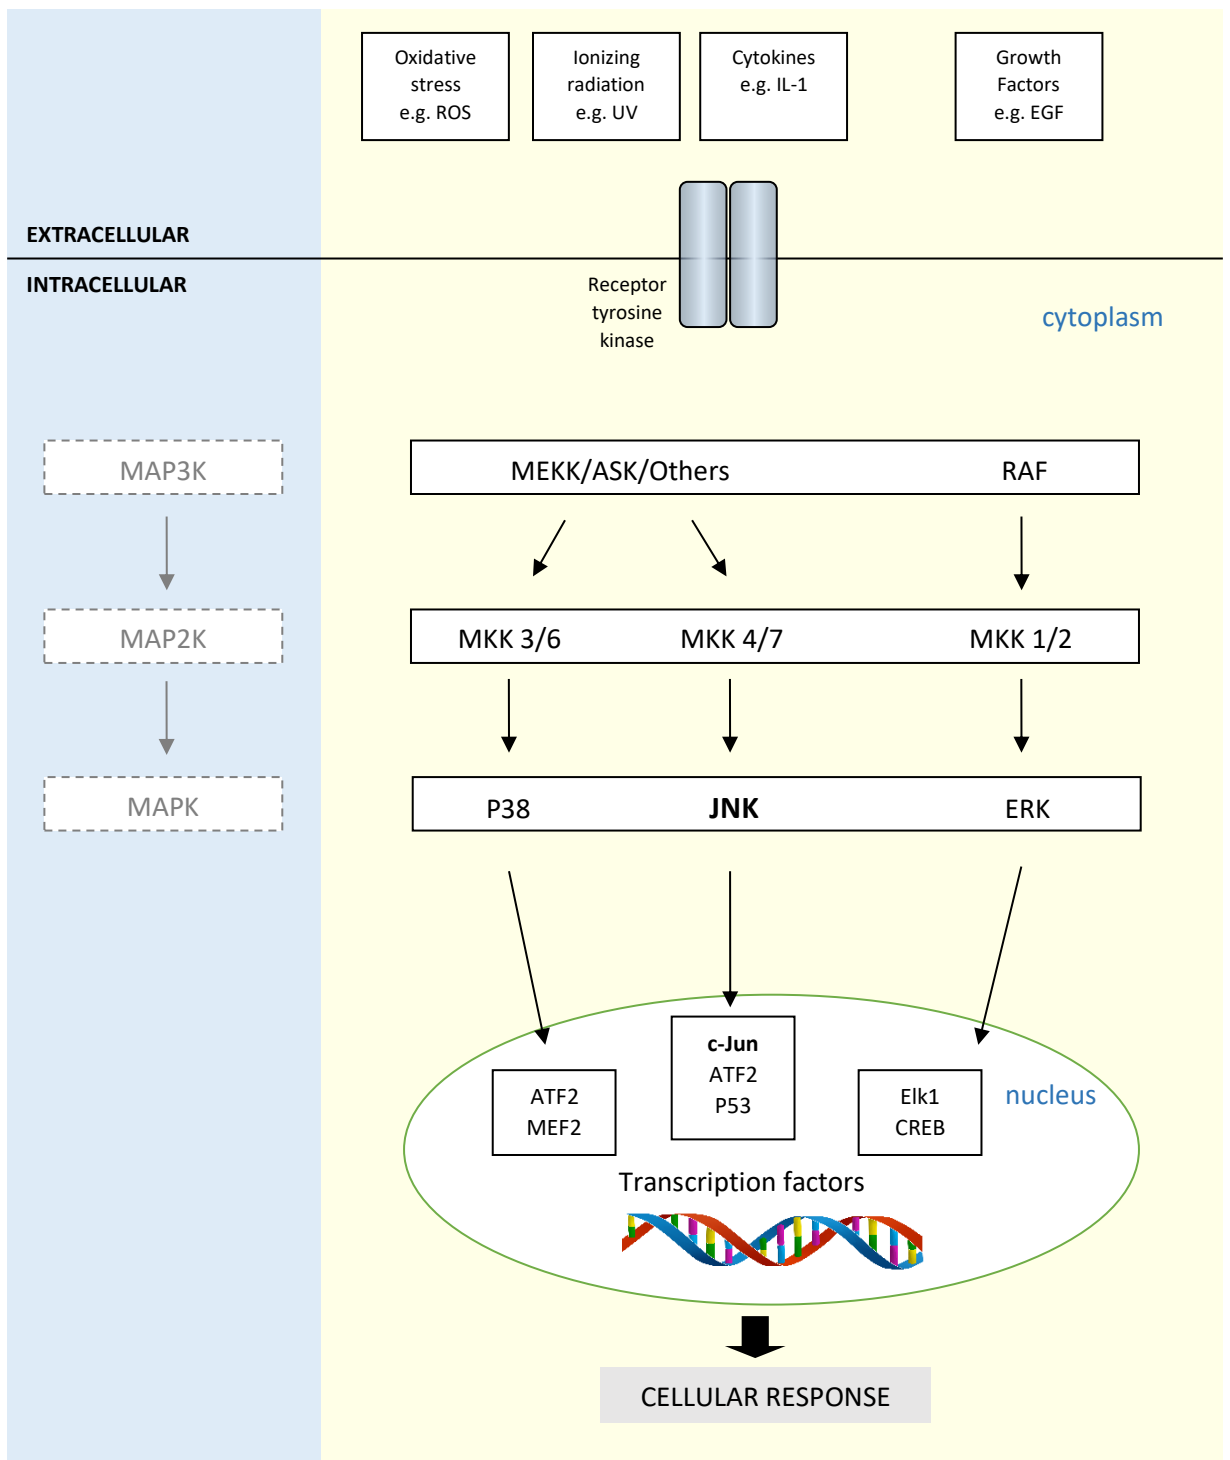 Oxidative
stress
e.g. ROS
Ionizing
radiation
e.g. UV
Cytokines
e.g. IL-1
Growth
Factors
e.g. EGF
EXTRACELLULAR
INTRACELLULAR
Receptor
tyrosine
kinase
cytoplasm
MAP3K
MEKK/ASK/Others
RAF
MAP2K
MKK 3/6
MKK 4/7
MKK 1/2
MAPK
P38
JNK
ERK
ATF2
MEF2
c-Jun
ATF2
P53
Elk1
CREB
nucleus
Transcription factors
CELLULAR RESPONSE